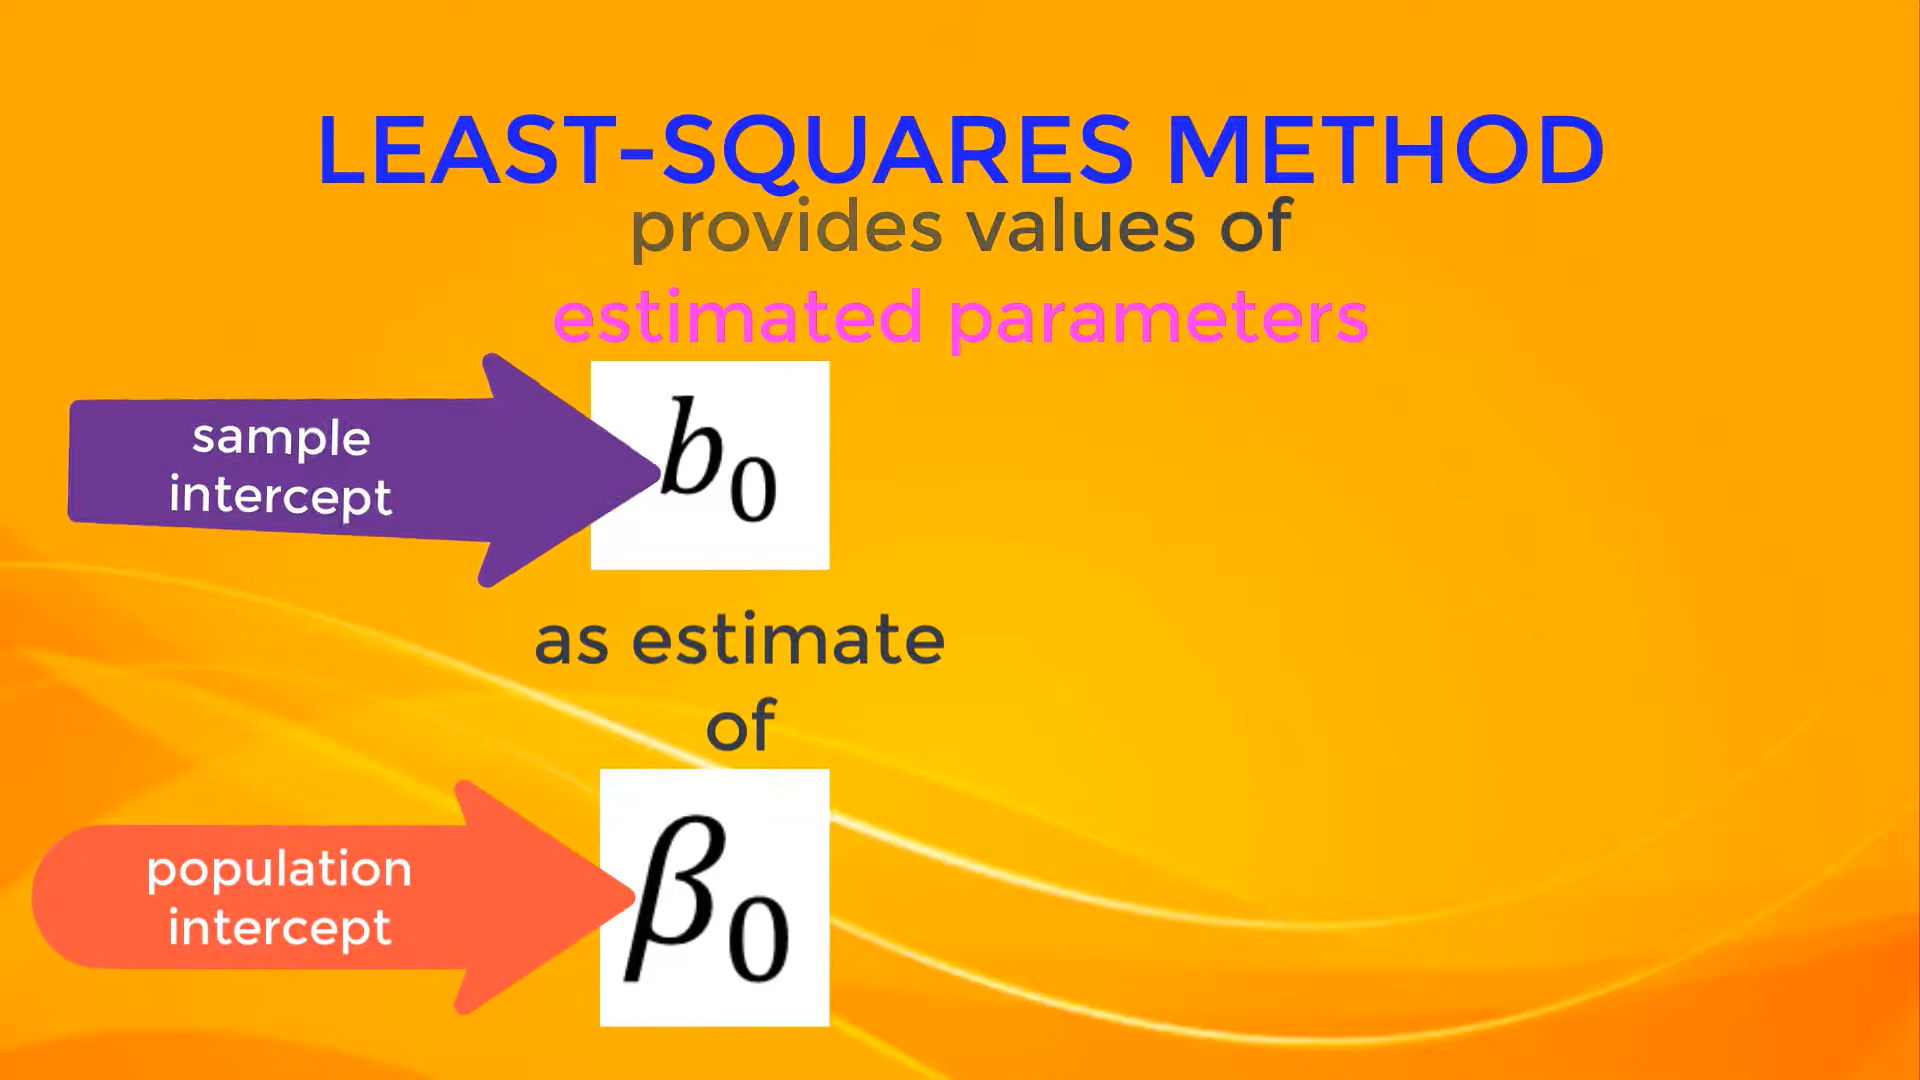 LEAST-SQUARES METHOD
provides values of
estimated parameters
sample
intercept
b₀
as estimate
of
population
intercept
β₀